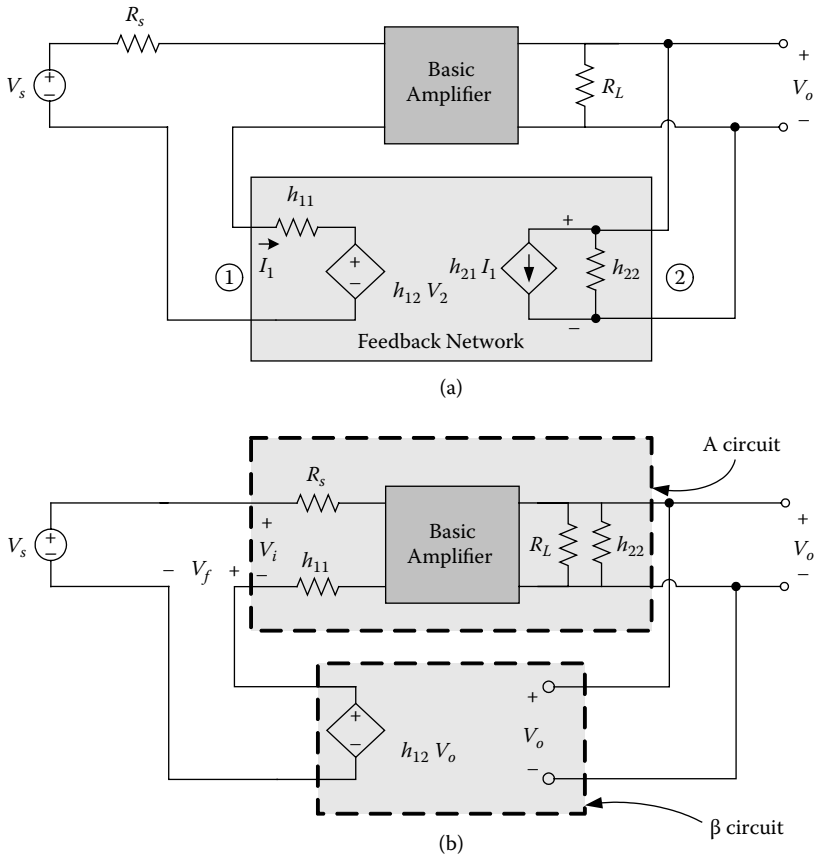 R_s
V_s
+
−
Basic
Amplifier
R_L
+
V_o
−
h_11
I_1
1
+
−
h_12 V_2
h_21 I_1
+
−
h_22
2
Feedback Network
(a)
A circuit
R_s
V_s
+
−
+
V_i
−
− V_f +
h_11
Basic
Amplifier
R_L
h_22
+
V_o
−
+
−
h_12 V_o
+
V_o
−
β circuit
(b)